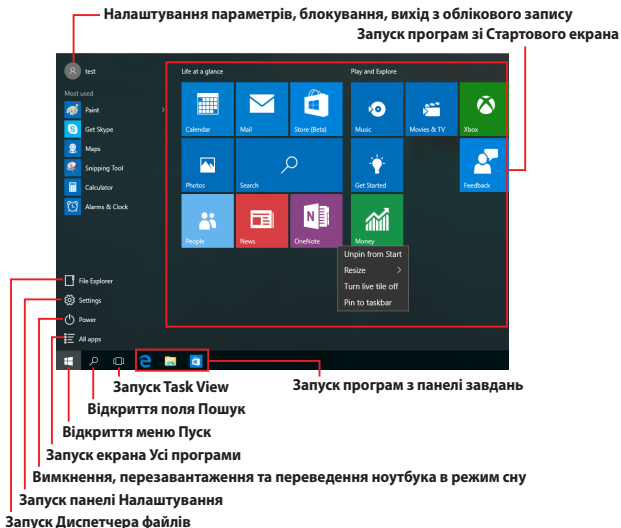 Налаштування параметрів, блокування, вихід з облікового запису
Запуск програм зі Стартового екрана
test
Life at a glance
Play and Explore
Most used
Paint
Get Skype
Maps
Snipping Tool
Calculator
Alarms & Clock
Calendar
Mail
Store (Beta)
Music
Movies & TV
Xbox
Photos
Search
Get Started
Feedback
People
News
OneNote
Money
Unpin from Start
Resize
Turn live tile off
Pin to taskbar
File Explorer
Settings
Power
All apps
Запуск Task View
Запуск програм з панелі завдань
Відкриття поля Пошук
Відкриття меню Пуск
Запуск екрана Усі програми
Вимкнення, перезавантаження та переведення ноутбука в режим сну
Запуск панелі Налаштування
Запуск Диспетчера файлів